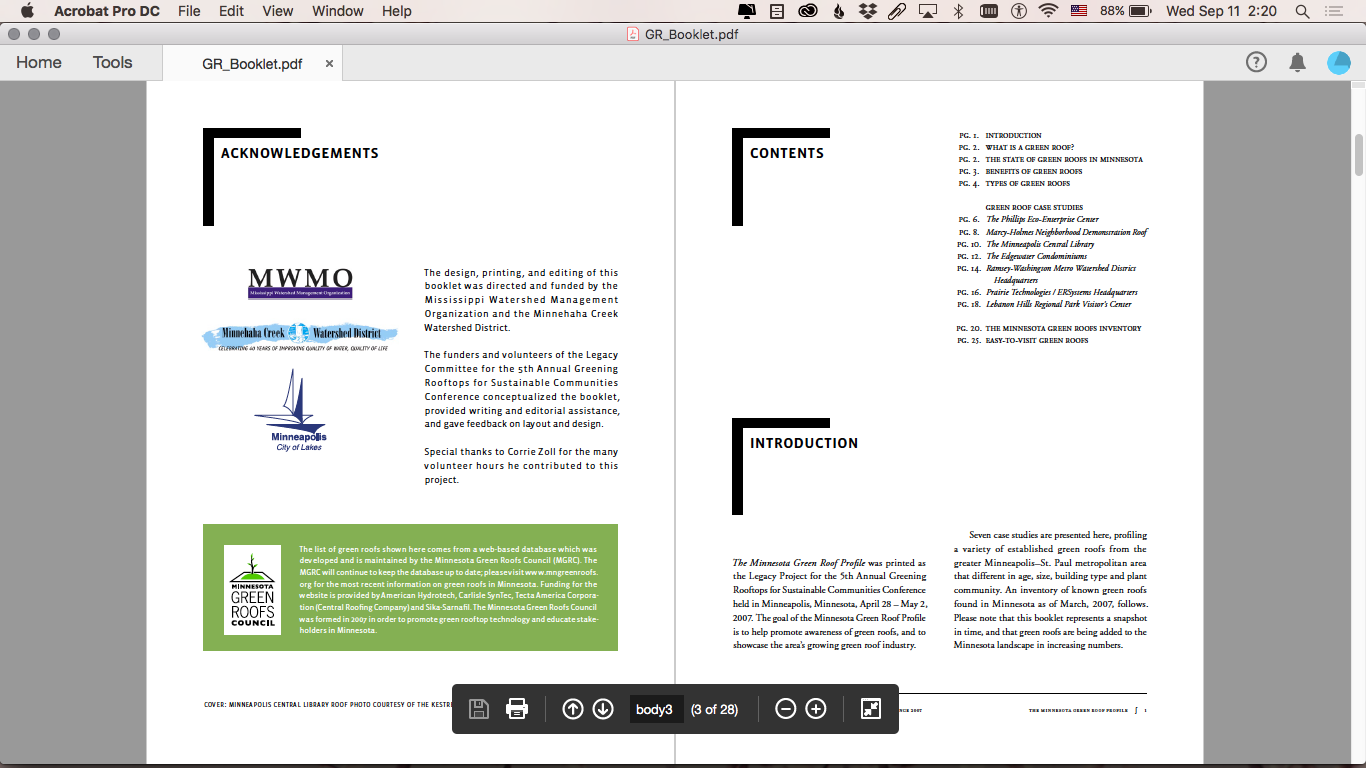 Acrobat Pro DC File Edit View Window Help 88% Wed Sep 11 2:20
GR_Booklet.pdf
Home Tools GR_Booklet.pdf ×
ACKNOWLEDGEMENTS
MWMO
Mississippi Watershed Management Organization
Minnehaha Creek Watershed District
CELEBRATING 40 YEARS OF IMPROVING QUALITY OF WATER, QUALITY OF LIFE
Minneapolis
City of Lakes
The design, printing, and editing of this
booklet was directed and funded by the
Mississippi Watershed Management
Organization and the Minnehaha Creek
Watershed District.
The funders and volunteers of the Legacy
Committee for the 5th Annual Greening
Rooftops for Sustainable Communities
Conference conceptualized the booklet,
provided writing and editorial assistance,
and gave feedback on layout and design.
Special thanks to Corrie Zoll for the many
volunteer hours he contributed to this
project.
MINNESOTA
GREEN
ROOFS
COUNCIL
The list of green roofs shown here comes from a web-based database which was
developed and is maintained by the Minnesota Green Roofs Council (MGRC). The
MGRC will continue to keep the database up to date; please visit www.mngreenroofs.
org for the most recent information on green roofs in Minnesota. Funding for the
website is provided by American Hydrotech, Carlisle SynTec, Tecta America Corpora-
tion (Central Roofing Company) and Sika-Sarnafil. The Minnesota Green Roofs Council
was formed in 2007 in order to promote green rooftop technology and educate stake-
holders in Minnesota.
COVER: MINNEAPOLIS CENTRAL LIBRARY ROOF PHOTO COURTESY OF THE KESTRE
CONTENTS
PG. 1. INTRODUCTION
PG. 2. WHAT IS A GREEN ROOF?
PG. 2. THE STATE OF GREEN ROOFS IN MINNESOTA
PG. 3. BENEFITS OF GREEN ROOFS
PG. 4. TYPES OF GREEN ROOFS
GREEN ROOF CASE STUDIES
PG. 6. The Phillips Eco-Enterprise Center
PG. 8. Marcy-Holmes Neighborhood Demonstration Roof
PG. 10. The Minneapolis Central Library
PG. 12. The Edgewater Condominiums
PG. 14. Ramsey-Washington Metro Watershed District
Headquarters
PG. 16. Prairie Technologies / ERSystems Headquarters
PG. 18. Lebanon Hills Regional Park Visitor's Center
PG. 20. THE MINNESOTA GREEN ROOFS INVENTORY
PG. 25. EASY-TO-VISIT GREEN ROOFS
INTRODUCTION
The Minnesota Green Roof Profile was printed as
the Legacy Project for the 5th Annual Greening
Rooftops for Sustainable Communities Conference
held in Minneapolis, Minnesota, April 28 – May 2,
2007. The goal of the Minnesota Green Roof Profile
is to help promote awareness of green roofs, and to
showcase the area's growing green roof industry.
Seven case studies are presented here, profiling
a variety of established green roofs from the
greater Minneapolis–St. Paul metropolitan area
that different in age, size, building type and plant
community. An inventory of known green roofs
found in Minnesota as of March, 2007, follows.
Please note that this booklet represents a snapshot
in time, and that green roofs are being added to the
Minnesota landscape in increasing numbers.
NCE 2007 THE MINNESOTA GREEN ROOF PROFILE 1
body3 (3 of 28)